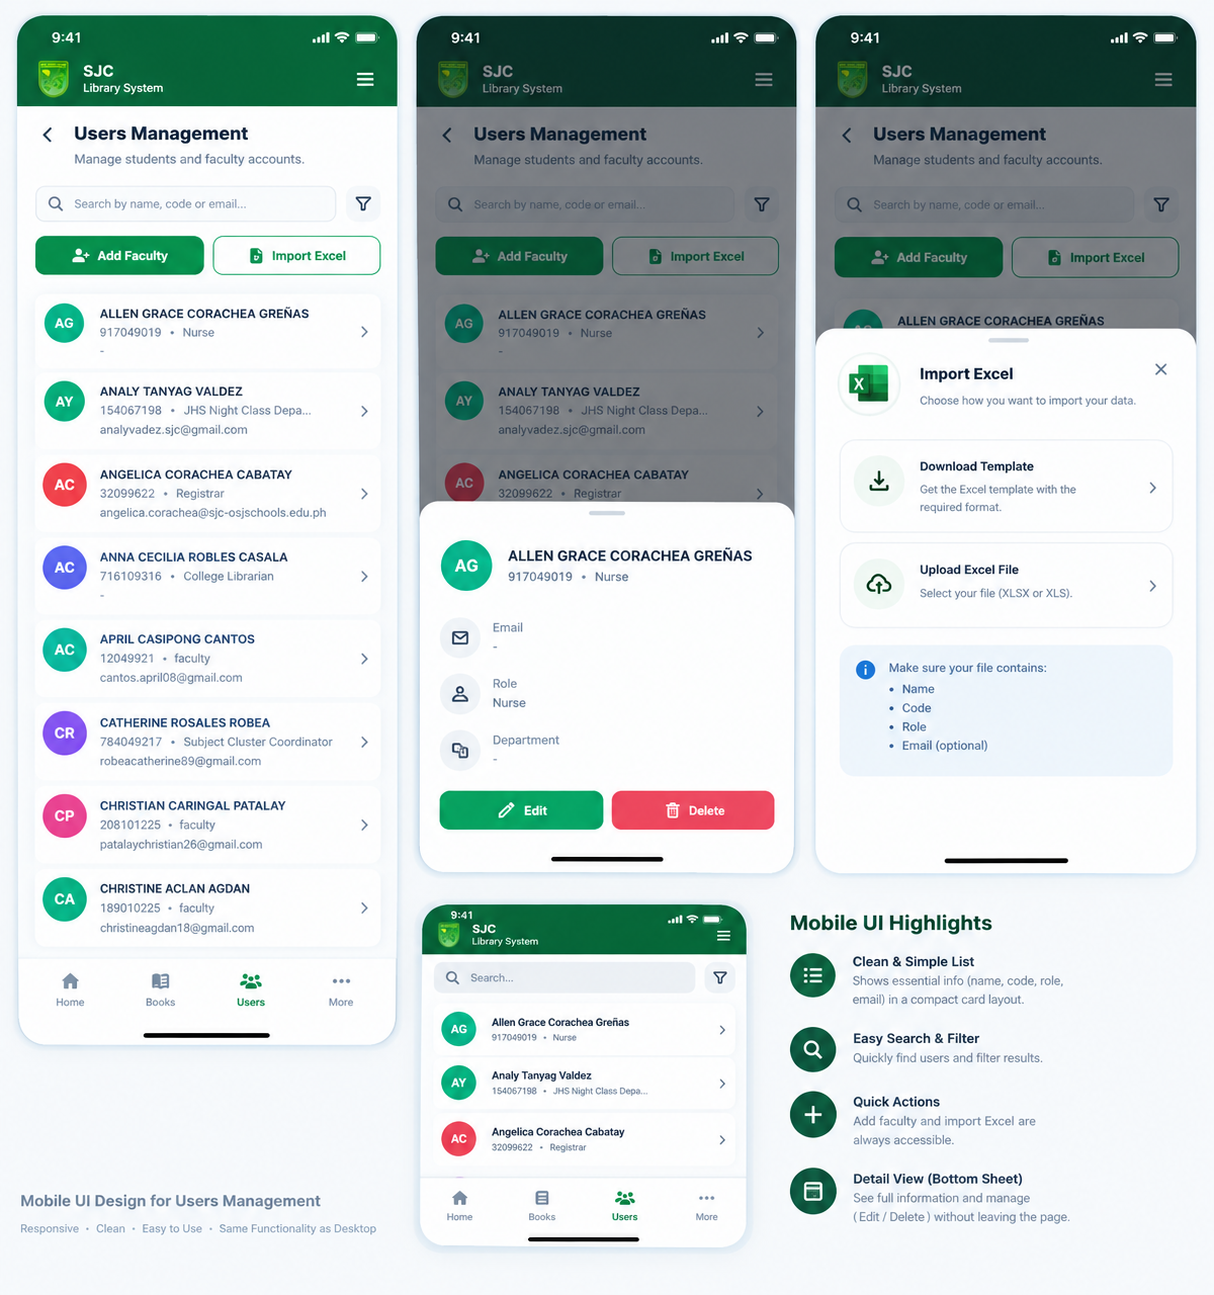 9:41
SJC
Library System
Users Management
Manage students and faculty accounts.
Search by name, code or email...
Add Faculty
Import Excel
AG
ALLEN GRACE CORACHEA GREÑAS
917049019 • Nurse
-
AY
ANALY TANYAG VALDEZ
154067198 • JHS Night Class Depa...
analyvadez.sjc@gmail.com
AC
ANGELICA CORACHEA CABATAY
32099622 • Registrar
angelica.corachea@sjc-osjschools.edu.ph
AC
ANNA CECILIA ROBLES CASALA
716109316 • College Librarian
-
AC
APRIL CASIPONG CANTOS
12049921 • faculty
cantos.april08@gmail.com
CR
CATHERINE ROSALES ROBEA
784049217 • Subject Cluster Coordinator
robeacatherine89@gmail.com
CP
CHRISTIAN CARINGAL PATALAY
208101225 • faculty
patalaychristian26@gmail.com
CA
CHRISTINE ACLAN AGDAN
189010225 • faculty
christineagdan18@gmail.com
Home
Books
Users
More
9:41
SJC
Library System
Users Management
Manage students and faculty accounts.
Search by name, code or email...
Add Faculty
Import Excel
AG
ALLEN GRACE CORACHEA GREÑAS
917049019 • Nurse
-
AY
ANALY TANYAG VALDEZ
154067198 • JHS Night Class Depa...
analyvadez.sjc@gmail.com
AC
ANGELICA CORACHEA CABATAY
32099622 • Registrar
AG
ALLEN GRACE CORACHEA GREÑAS
917049019 • Nurse
Email
-
Role
Nurse
Department
-
Edit
Delete
9:41
SJC
Library System
Users Management
Manage students and faculty accounts.
Search by name, code or email...
Add Faculty
Import Excel
ALLEN GRACE CORACHEA GREÑAS
X
Import Excel
Choose how you want to import your data.
Download Template
Get the Excel template with the
required format.
Upload Excel File
Select your file (XLSX or XLS).
Make sure your file contains:
• Name
• Code
• Role
• Email (optional)
9:41
SJC
Library System
Search...
AG
Allen Grace Corachea Greñas
917049019 • Nurse
AY
Analy Tanyag Valdez
154067198 • JHS Night Class Depa...
AC
Angelica Corachea Cabatay
32099622 • Registrar
Home
Books
Users
More
Mobile UI Highlights
Clean & Simple List
Shows essential info (name, code, role,
email) in a compact card layout.
Easy Search & Filter
Quickly find users and filter results.
Quick Actions
Add faculty and import Excel are
always accessible.
Detail View (Bottom Sheet)
See full information and manage
(Edit / Delete) without leaving the page.
Mobile UI Design for Users Management
Responsive • Clean • Easy to Use • Same Functionality as Desktop